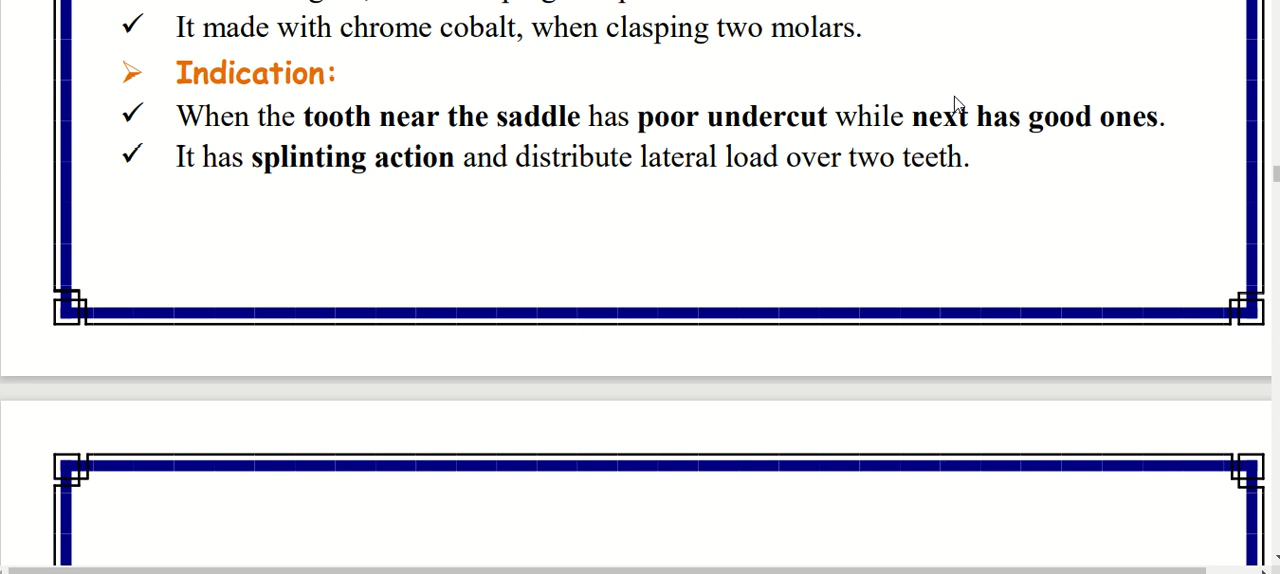 It made with chrome cobalt, when clasping two molars.
Indication:
When the tooth near the saddle has poor undercut while next has good ones.
It has splinting action and distribute lateral load over two teeth.